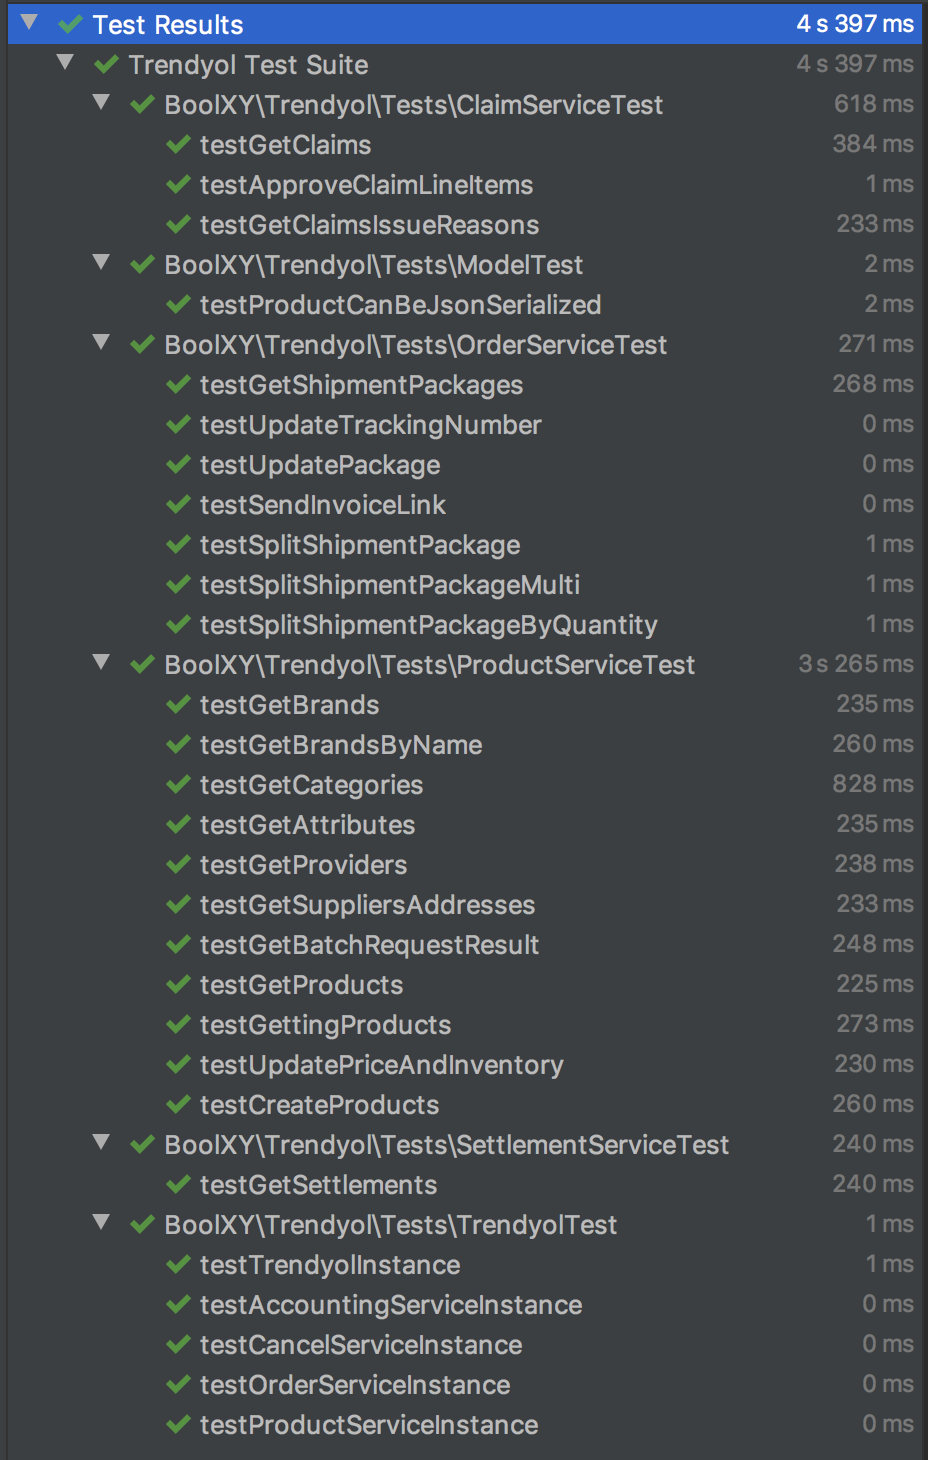 Test Results 4 s 397 ms
Trendyol Test Suite 4 s 397 ms
BoolXY\Trendyol\Tests\ClaimServiceTest 618 ms
testGetClaims 384 ms
testApproveClaimLineItems 1 ms
testGetClaimsIssueReasons 233 ms
BoolXY\Trendyol\Tests\ModelTest 2 ms
testProductCanBeJsonSerialized 2 ms
BoolXY\Trendyol\Tests\OrderServiceTest 271 ms
testGetShipmentPackages 268 ms
testUpdateTrackingNumber 0 ms
testUpdatePackage 0 ms
testSendInvoiceLink 0 ms
testSplitShipmentPackage 1 ms
testSplitShipmentPackageMulti 1 ms
testSplitShipmentPackageByQuantity 1 ms
BoolXY\Trendyol\Tests\ProductServiceTest 3 s 265 ms
testGetBrands 235 ms
testGetBrandsByName 260 ms
testGetCategories 828 ms
testGetAttributes 235 ms
testGetProviders 238 ms
testGetSuppliersAddresses 233 ms
testGetBatchRequestResult 248 ms
testGetProducts 225 ms
testGettingProducts 273 ms
testUpdatePriceAndInventory 230 ms
testCreateProducts 260 ms
BoolXY\Trendyol\Tests\SettlementServiceTest 240 ms
testGetSettlements 240 ms
BoolXY\Trendyol\Tests\TrendyolTest 1 ms
testTrendyolInstance 1 ms
testAccountingServiceInstance 0 ms
testCancelServiceInstance 0 ms
testOrderServiceInstance 0 ms
testProductServiceInstance 0 ms